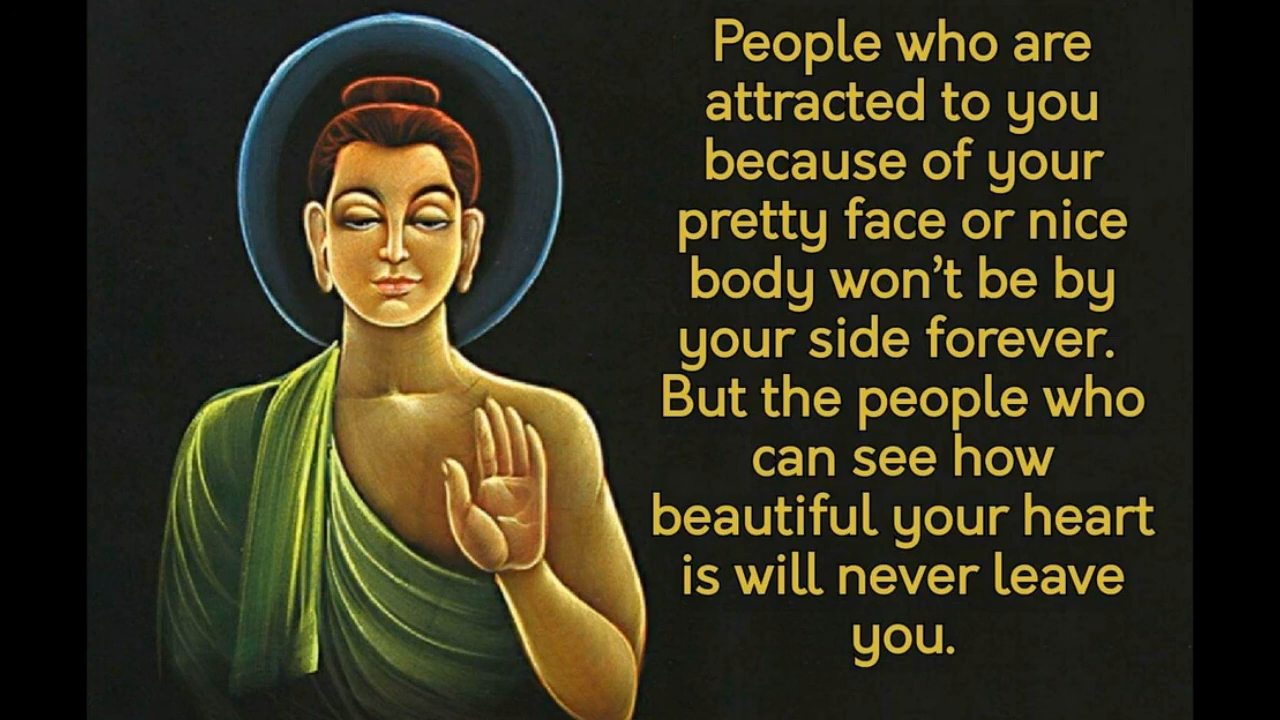 People who are
attracted to you
because of your
pretty face or nice
body won’t be by
your side forever.
But the people who
can see how
beautiful your heart
is will never leave
you.